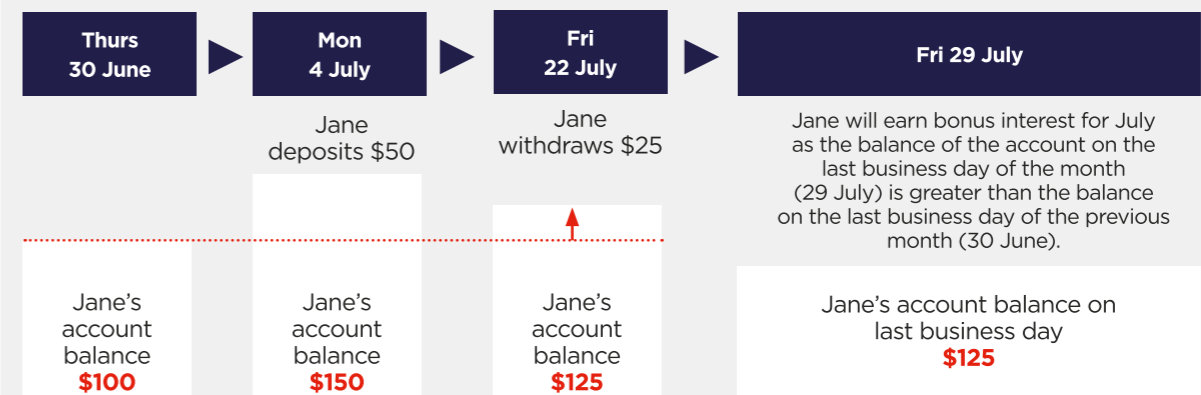 Thurs
30 June
Mon
4 July
Fri
22 July
Fri 29 July
Jane
deposits $50
Jane
withdraws $25
Jane will earn bonus interest for July
as the balance of the account on the
last business day of the month
(29 July) is greater than the balance
on the last business day of the previous
month (30 June).
Jane’s
account
balance
$100
Jane’s
account
balance
$150
Jane’s
account
balance
$125
Jane’s account balance on
last business day
$125